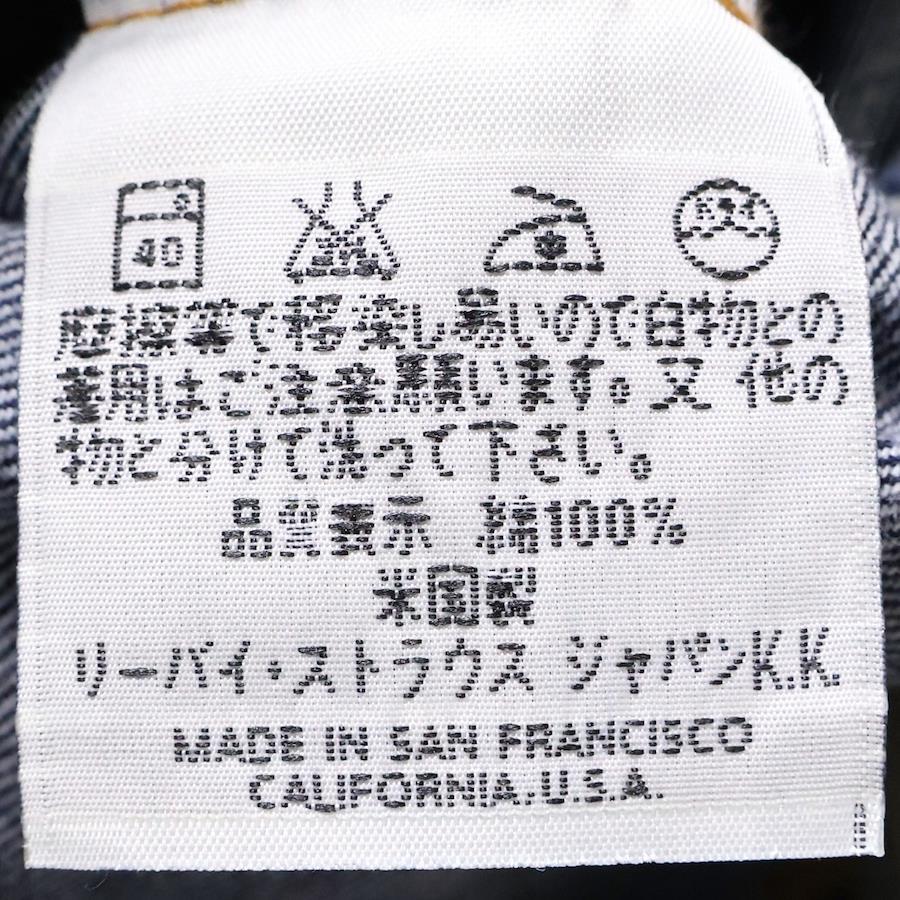 40 ドライ
摩擦等で移染し易いので白物との
着用はご注意願います。又 他の
物と分けて洗って下さい。
品質表示 綿100%
米国製
リーバイ・ストラウス ジャパンK.K.
MADE IN SAN FRANCISCO
CALIFORNIA.U.S.A.